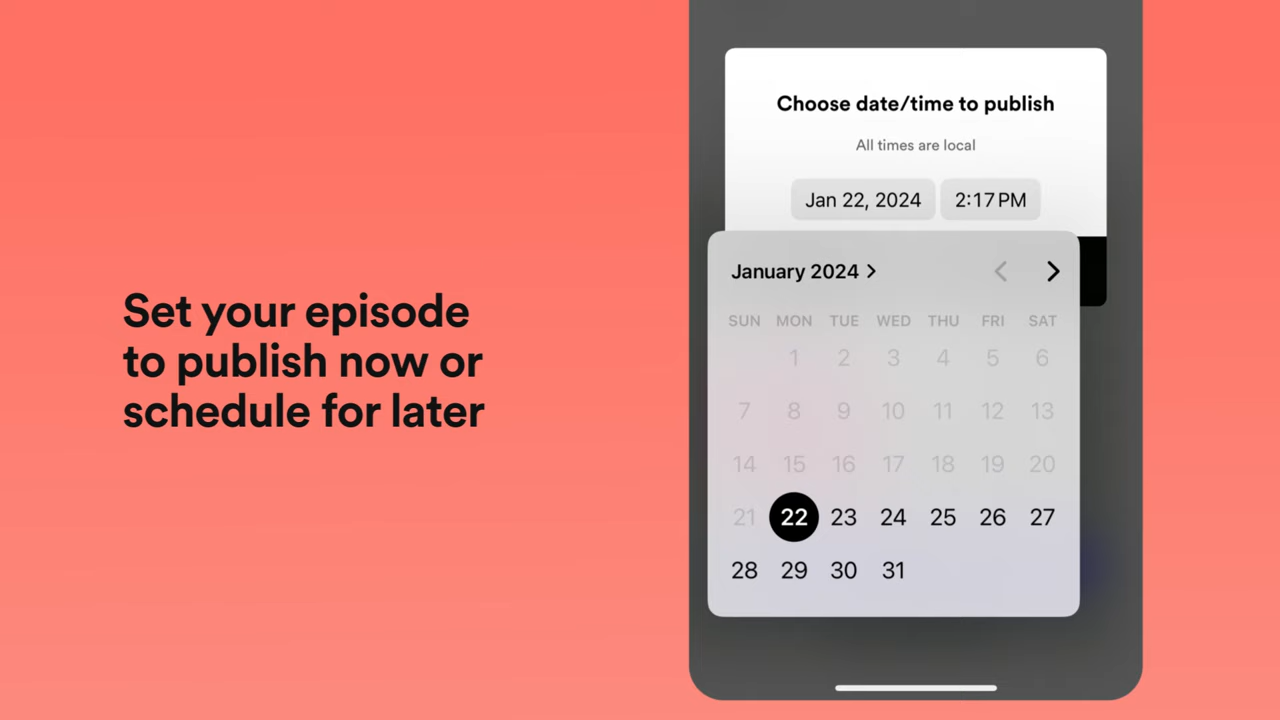 Set your episode
to publish now or
schedule for later
Choose date/time to publish
All times are local
Jan 22, 2024 2:17 PM
January 2024
SUN MON TUE WED THU FRI SAT
1 2 3 4 5 6
7 8 9 10 11 12 13
14 15 16 17 18 19 20
21 22 23 24 25 26 27
28 29 30 31